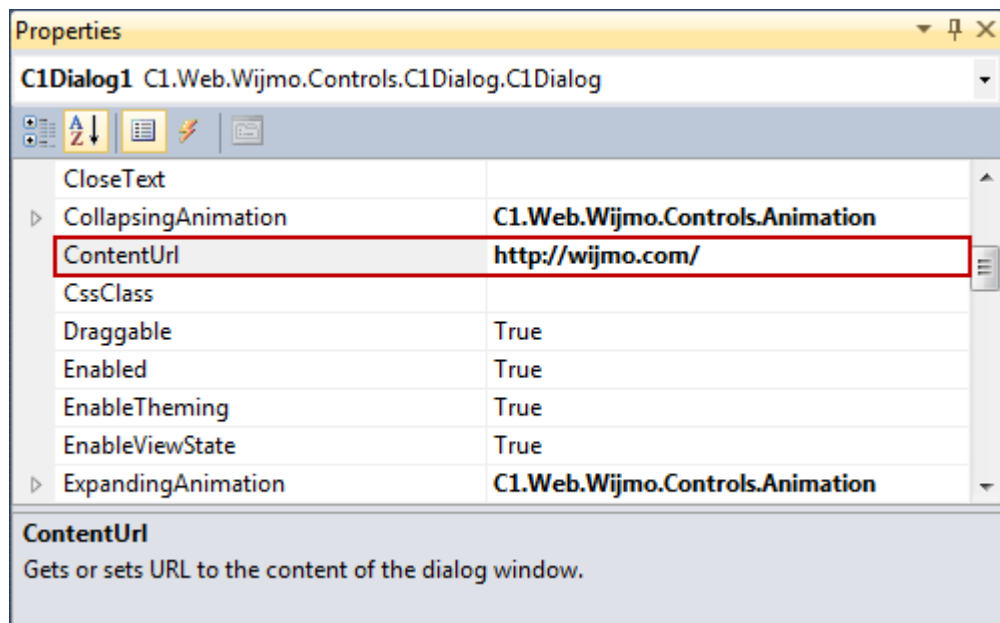 Properties
C1Dialog1 C1.Web.Wijmo.Controls.C1Dialog.C1Dialog
CloseText
CollapsingAnimation C1.Web.Wijmo.Controls.Animation
ContentUrl http://wijmo.com/
CssClass
Draggable True
Enabled True
EnableTheming True
EnableViewState True
ExpandingAnimation C1.Web.Wijmo.Controls.Animation
ContentUrl
Gets or sets URL to the content of the dialog window.